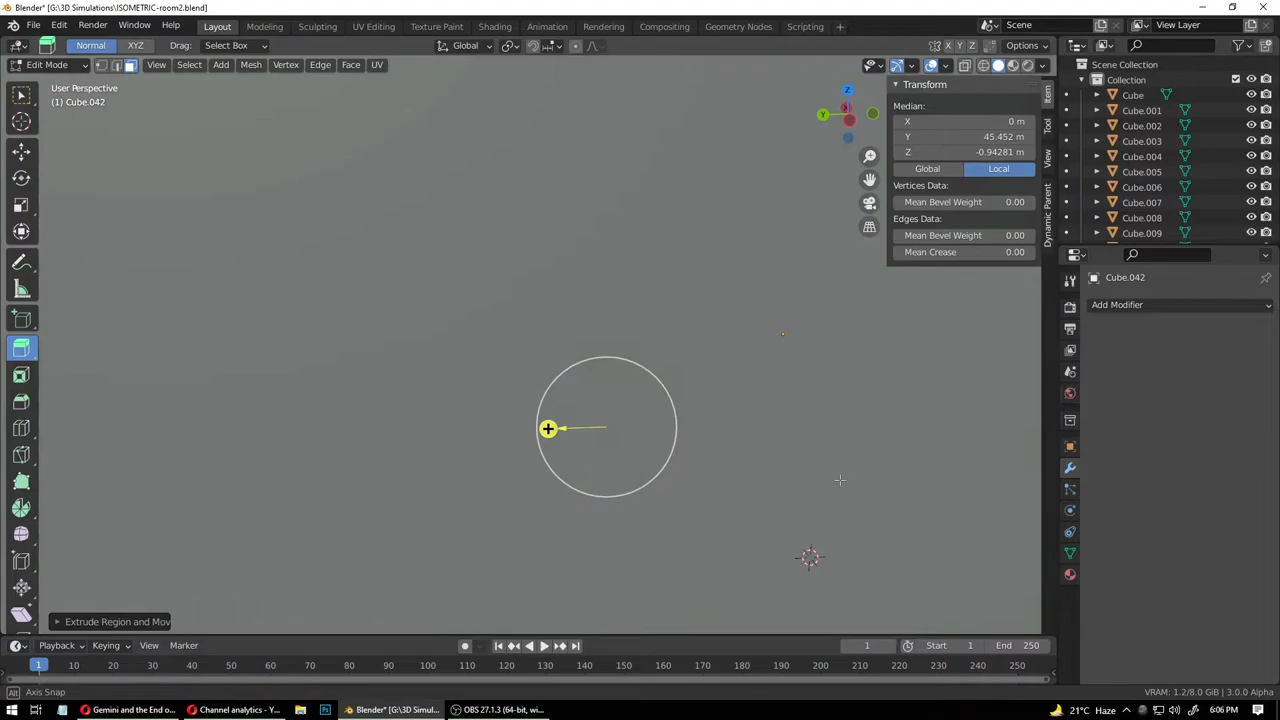 Blender* [G:\3D Simulations\ISOMETRIC-room2.blend]
File Edit Render Window Help Layout Modeling Sculpting UV Editing Texture Paint Shading Animation Rendering Compositing Geometry Nodes Scripting + Scene View Layer
Normal XYZ Drag: Select Box Global X Y Z Options
Edit Mode View Select Add Mesh Vertex Edge Face UV
User Perspective
(1) Cube.042
Z
Y
Transform
Median:
X 0 m
Y 45.452 m
Z -0.94281 m
Global Local
Vertices Data:
Mean Bevel Weight 0.00
Edges Data:
Mean Bevel Weight 0.00
Mean Crease 0.00
Item
Tool
View
Dynamic Parent
Scene Collection
Collection
Cube
Cube.001
Cube.002
Cube.003
Cube.004
Cube.005
Cube.006
Cube.007
Cube.008
Cube.009
Cube.042
Add Modifier
Extrude Region and Mov
Playback Keying View Marker 1 Start 1 End 250
1 10 20 30 40 50 60 70 80 90 100 110 120 130 140 150 160 170 180 190 200 210 220 230 240 250
Alt Axis Snap VRAM: 1.2/8.0 GiB | 3.0.0 Alpha
Gemini and the End o... Channel analytics - Y... Ps Blender* [G:\3D Simul... OBS 27.1.3 (64-bit, wi... 21°C Haze 6:06 PM